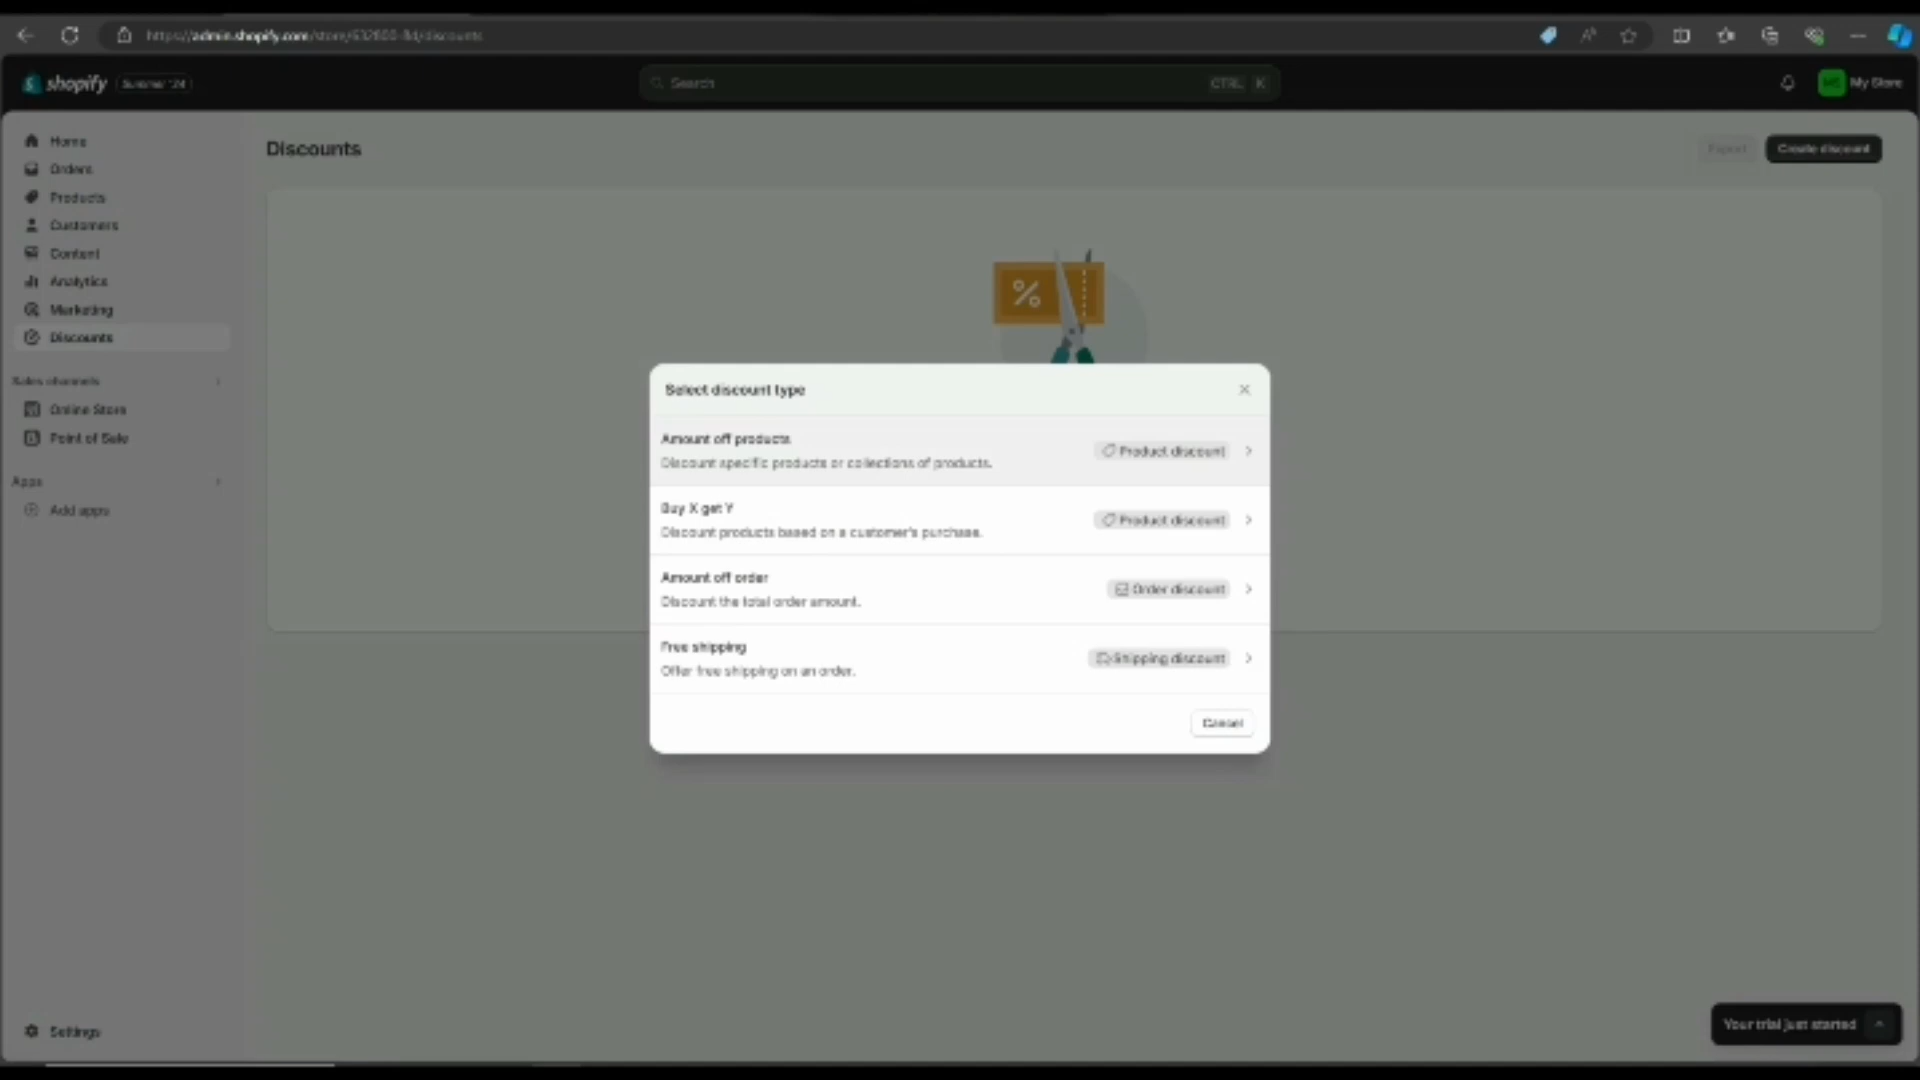 https://admin.shopify.com/store/632800-8d/discounts
shopify
Summer '24
Search
CTRL K
My Store
Home
Orders
Products
Customers
Content
Analytics
Marketing
Discounts
Sales channels
Online Store
Point of Sale
Apps
Add apps
Settings
Discounts
Export
Create discount
%
Select discount type
Amount off products
Discount specific products or collections of products.
Product discount
Buy X get Y
Discount products based on a customer's purchase.
Product discount
Amount off order
Discount the total order amount.
Order discount
Free shipping
Offer free shipping on an order.
Shipping discount
Cancel
Your trial just started